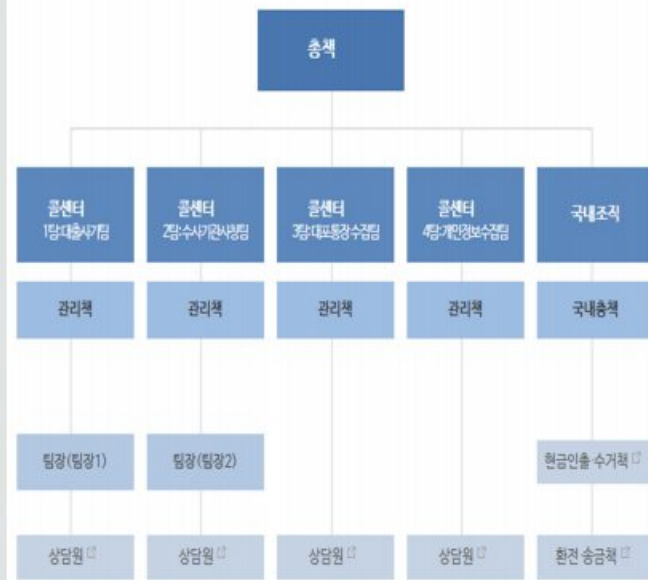 총책
콜센터
1팀:대출사기팀
콜센터
2팀:수사기관사칭팀
콜센터
3팀:대포통장수집팀
콜센터
4팀:개인정보수집팀
국내조직
관리책
관리책
관리책
관리책
국내총책
팀장(팀장1)
팀장(팀장2)
현금인출·수거책
상담원
상담원
상담원
상담원
환전·송금책